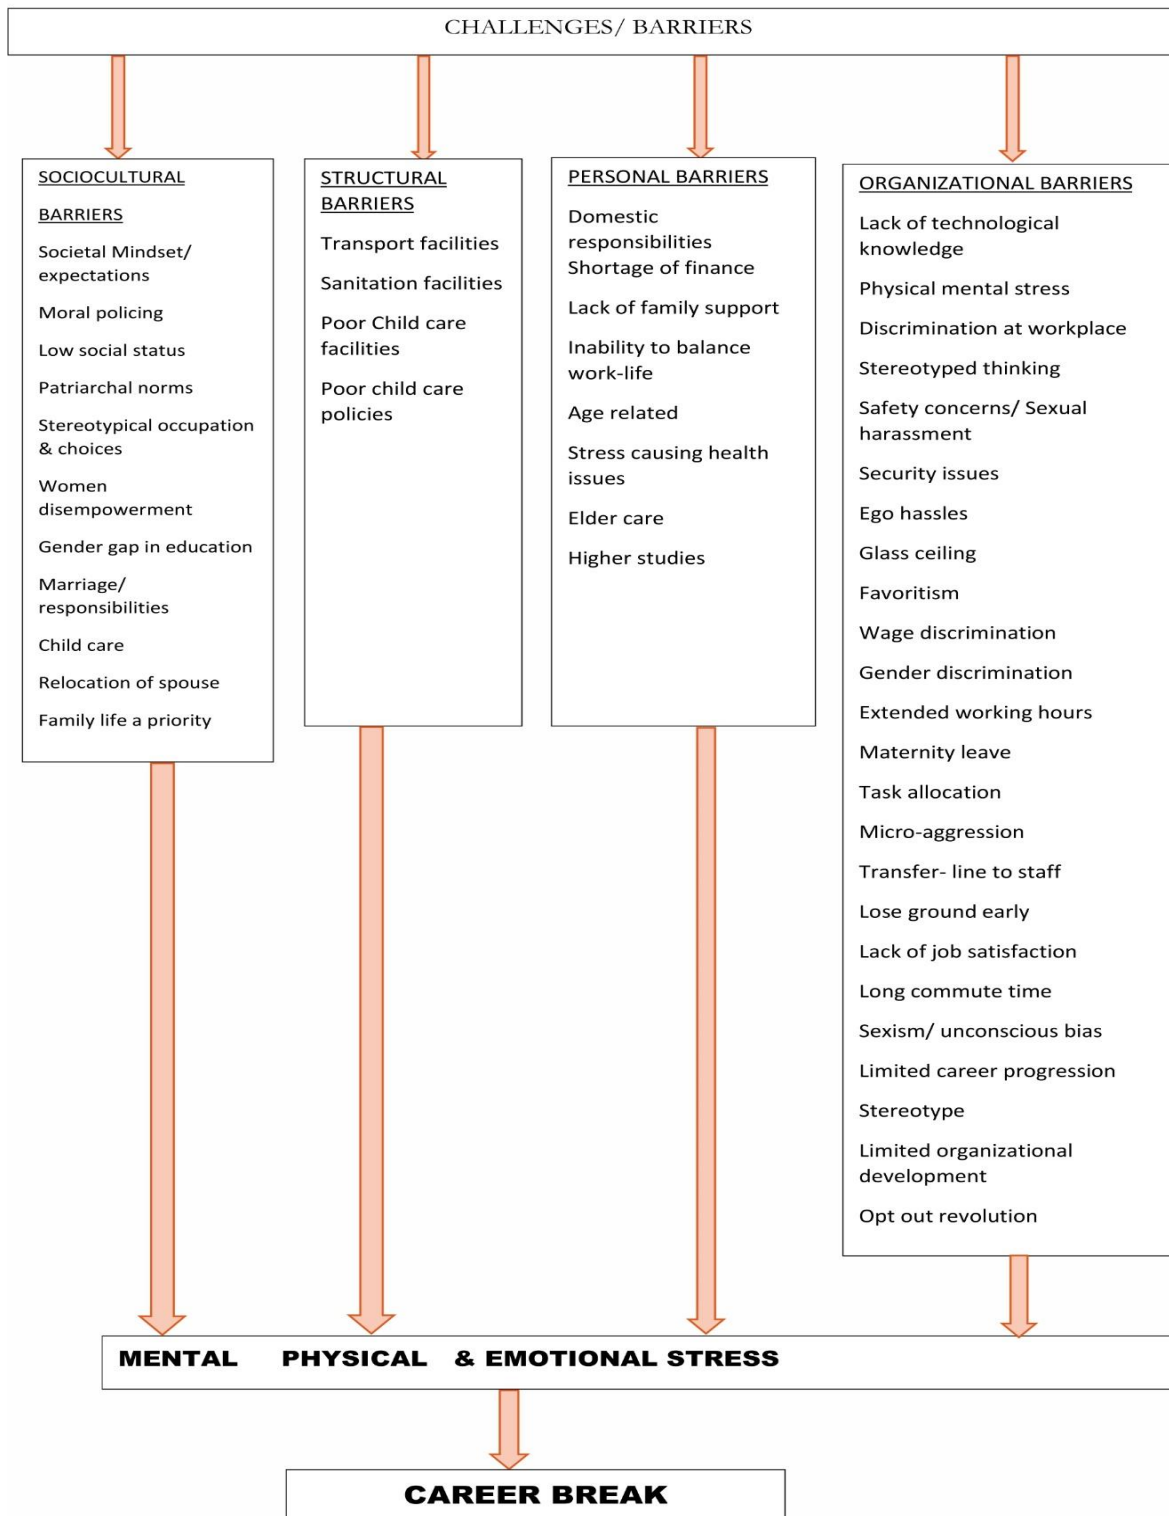 CHALLENGES/ BARRIERS
SOCIOCULTURAL
BARRIERS
Societal Mindset/
expectations
Moral policing
Low social status
Patriarchal norms
Stereotypical occupation
& choices
Women
disempowerment
Gender gap in education
Marriage/
responsibilities
Child care
Relocation of spouse
Family life a priority
STRUCTURAL
BARRIERS
Transport facilities
Sanitation facilities
Poor Child care
facilities
Poor child care
policies
PERSONAL BARRIERS
Domestic
responsibilities
Shortage of finance
Lack of family support
Inability to balance
work-life
Age related
Stress causing health
issues
Elder care
Higher studies
ORGANIZATIONAL BARRIERS
Lack of technological
knowledge
Physical mental stress
Discrimination at workplace
Stereotyped thinking
Safety concerns/ Sexual
harassment
Security issues
Ego hassles
Glass ceiling
Favoritism
Wage discrimination
Gender discrimination
Extended working hours
Maternity leave
Task allocation
Micro-aggression
Transfer- line to staff
Lose ground early
Lack of job satisfaction
Long commute time
Sexism/ unconscious bias
Limited career progression
Stereotype
Limited organizational
development
Opt out revolution
MENTAL PHYSICAL & EMOTIONAL STRESS
CAREER BREAK